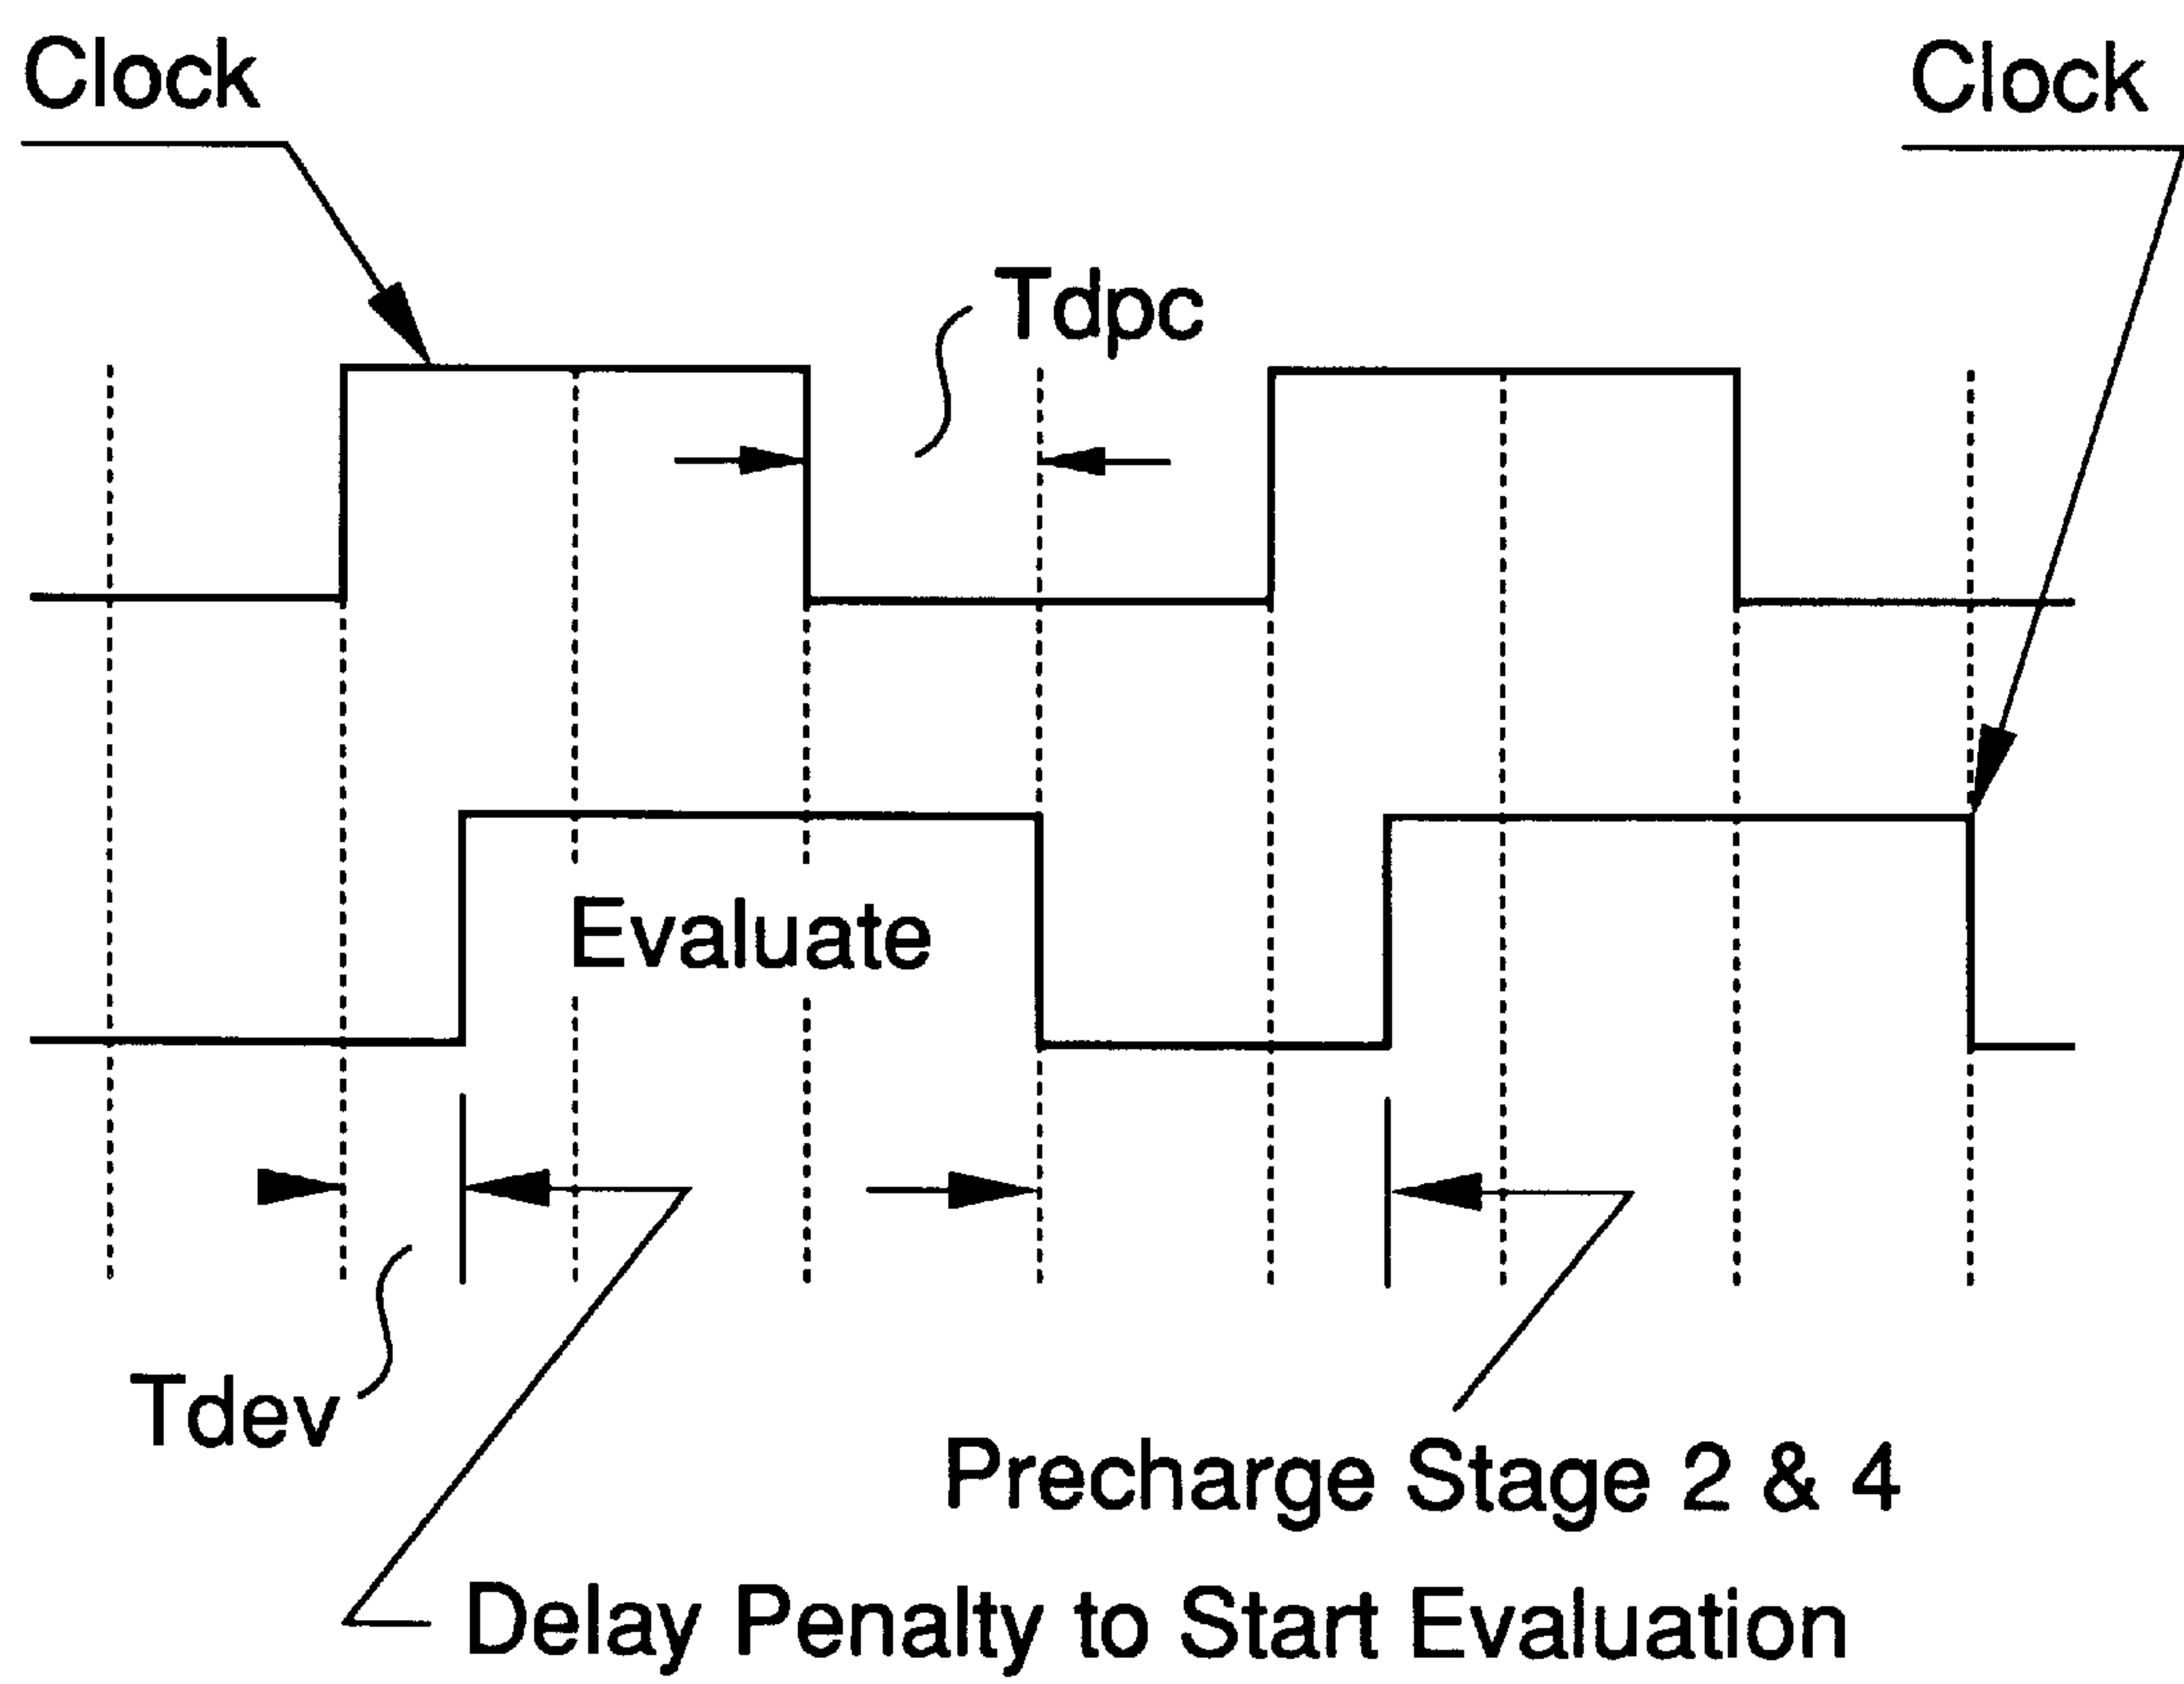 Clock
Clock
Tdpc
Evaluate
Tdev
Precharge Stage 2 & 4
Delay Penalty to Start Evaluation